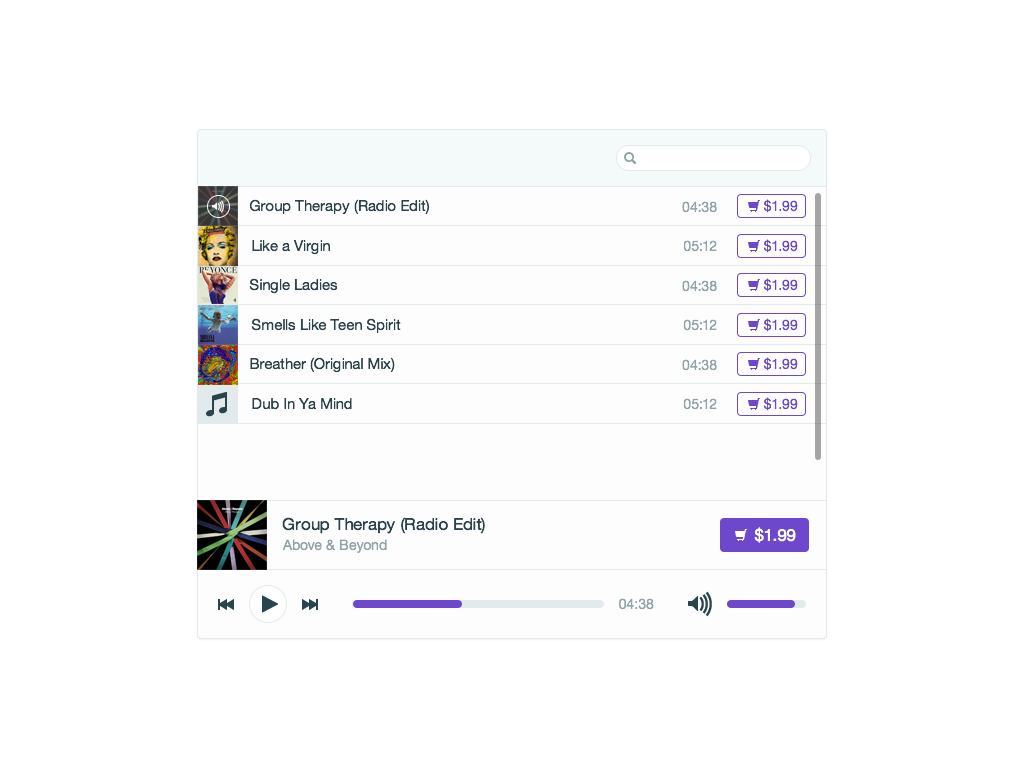 Group Therapy (Radio Edit) 04:38 $1.99
Like a Virgin 05:12 $1.99
BEYONCE
Single Ladies 04:38 $1.99
Smells Like Teen Spirit 05:12 $1.99
Breather (Original Mix) 04:38 $1.99
Dub In Ya Mind 05:12 $1.99
Group Therapy (Radio Edit)
Above & Beyond
$1.99
04:38